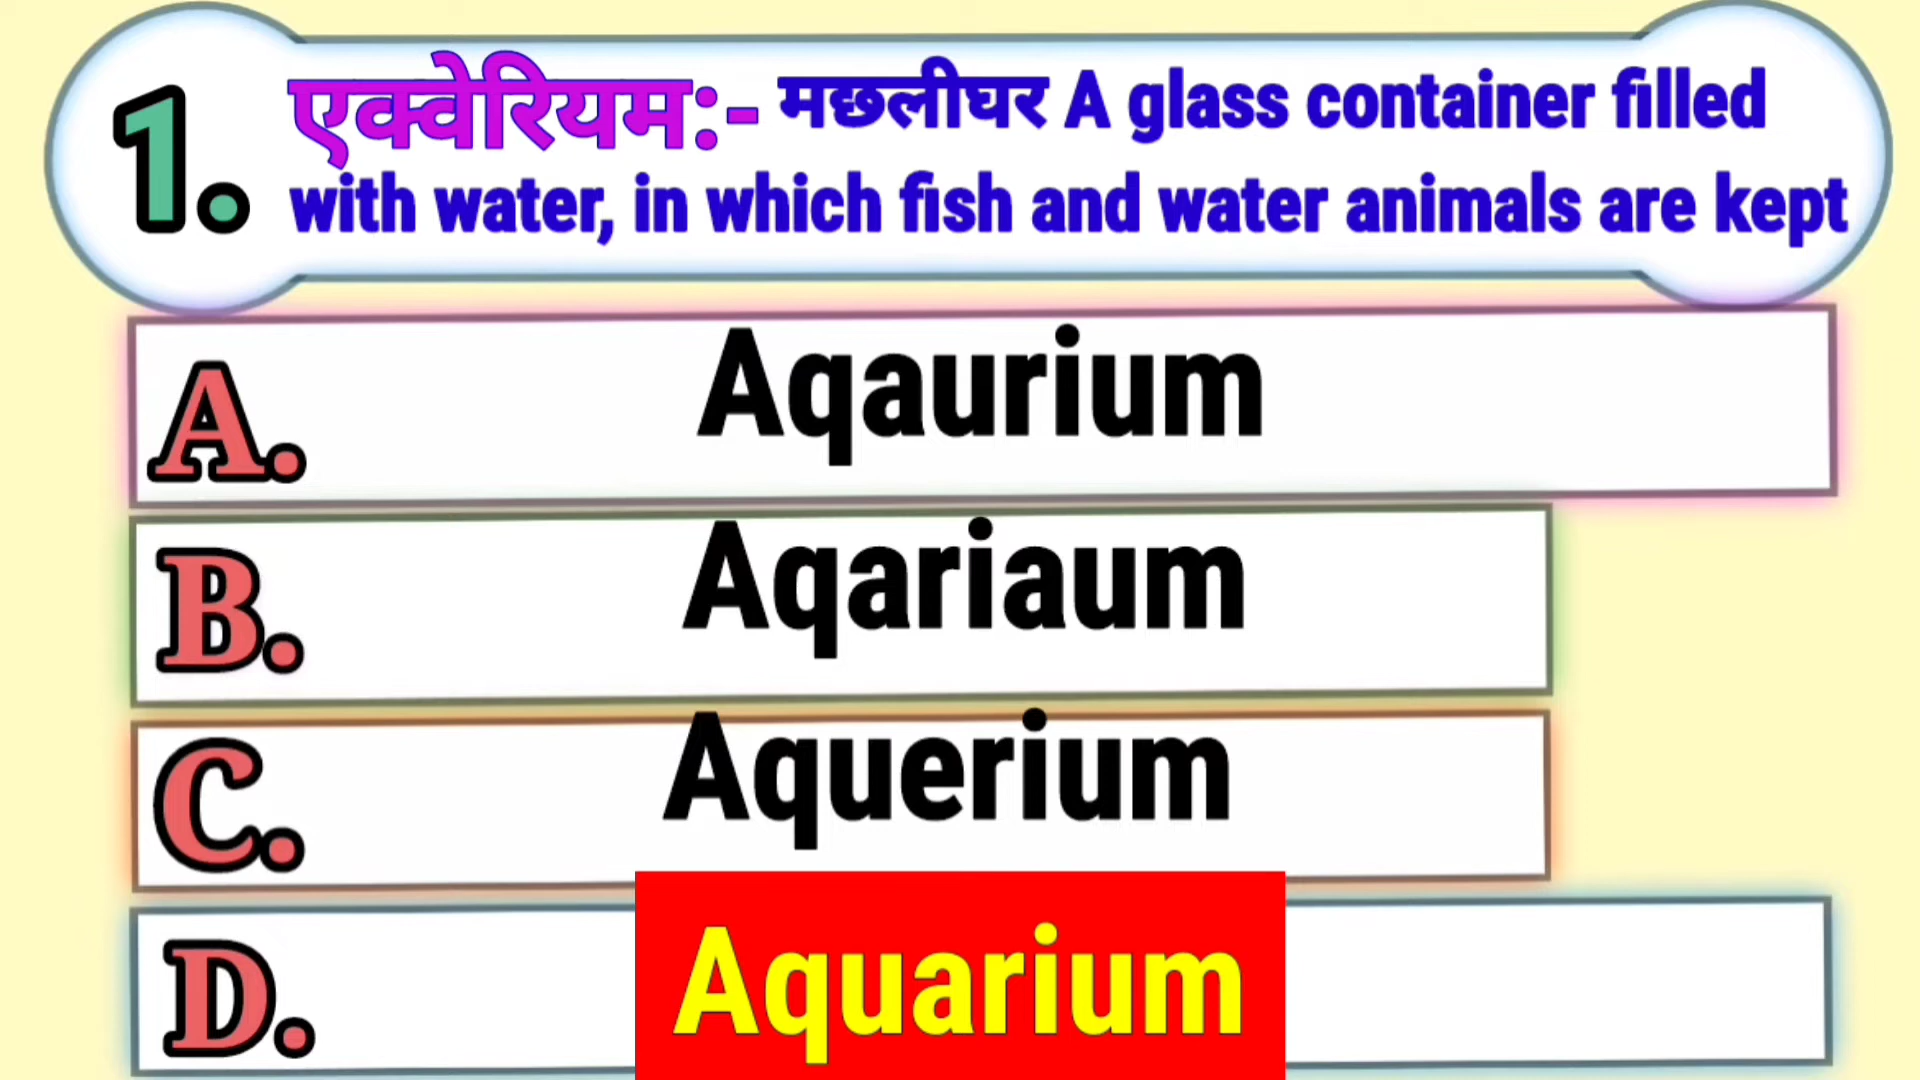 1. एक्वेरियम:- मछलीघर A glass container filled
with water, in which fish and water animals are kept
A. Aqaurium
B. Aqariaum
C. Aquerium
D. Aquarium